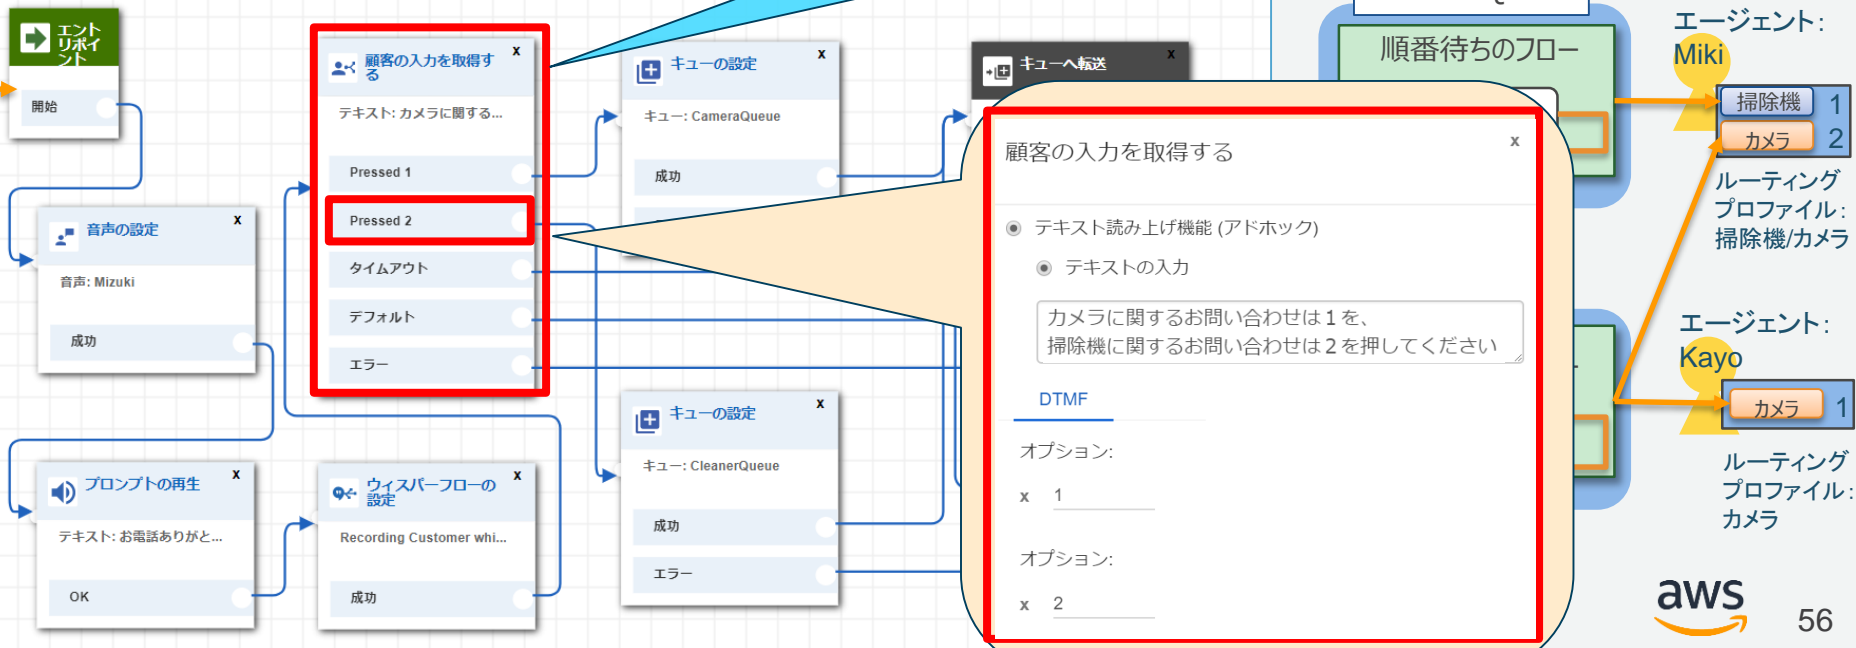 エント
リポイ
ント
開始
音声の設定
x
音声: Mizuki
成功
プロンプトの再生
x
テキスト: お電話ありがと...
OK
顧客の入力を取得す
る
x
テキスト: カメラに関する...
Pressed 1
Pressed 2
タイムアウト
デフォルト
エラー
ウィスパーフローの
設定
x
Recording Customer whi...
成功
キューの設定
x
キュー: CameraQueue
成功
キューの設定
x
キュー: CleanerQueue
成功
エラー
キューへ転送
x
顧客の入力を取得する
x
テキスト読み上げ機能 (アドホック)
テキストの入力
カメラに関するお問い合わせは1を、
掃除機に関するお問い合わせは2を押してください
DTMF
オプション:
x 1
オプション:
x 2
順番待ちのフロー
エージェント:
Miki
掃除機 1
カメラ 2
ルーティング
プロファイル:
掃除機/カメラ
エージェント:
Kayo
カメラ 1
ルーティング
プロファイル:
カメラ
aws
56